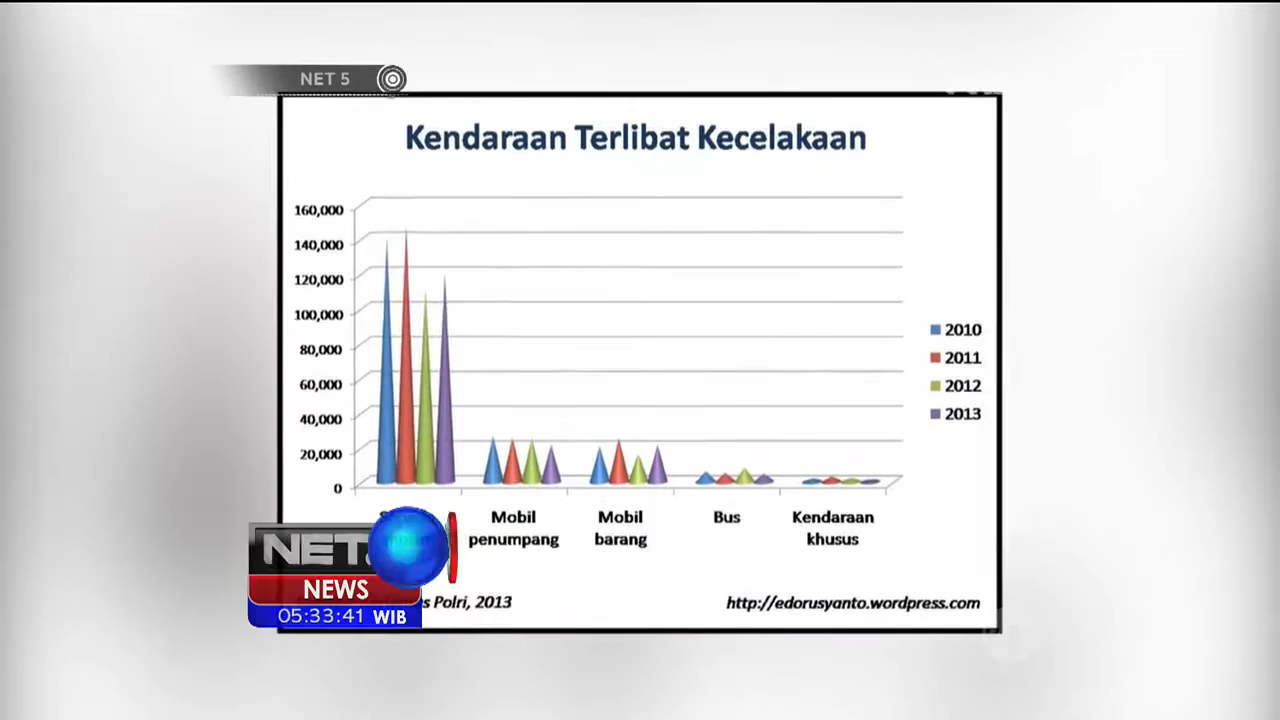 NET 5
Kendaraan Terlibat Kecelakaan
160,000
140,000
120,000
100,000
80,000
60,000
40,000
20,000
0
2010
2011
2012
2013
Mobil
penumpang
Mobil
barang
Bus
Kendaraan
khusus
NET.
NEWS
05:33:41 WIB
Polri, 2013
http://edorusyanto.wordpress.com